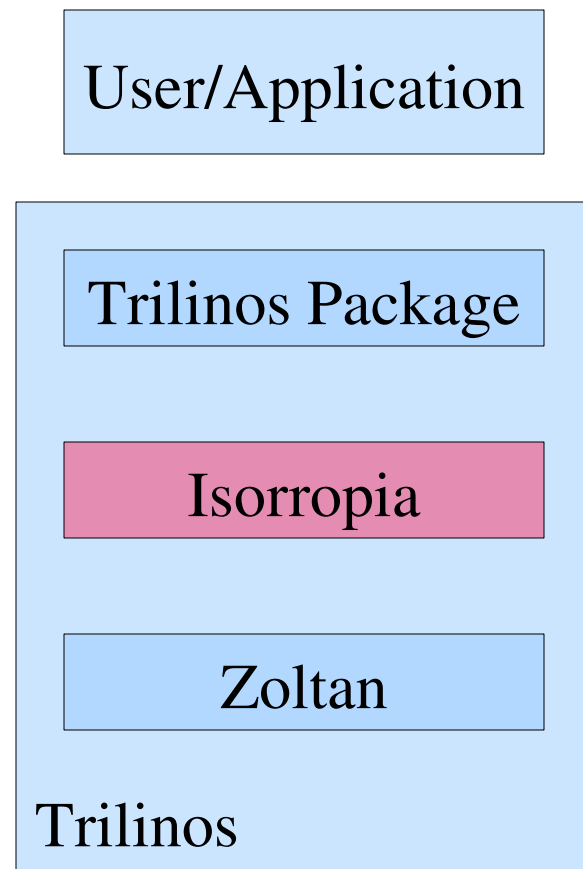 User/Application
Trilinos Package
Isorropia
Zoltan
Trilinos